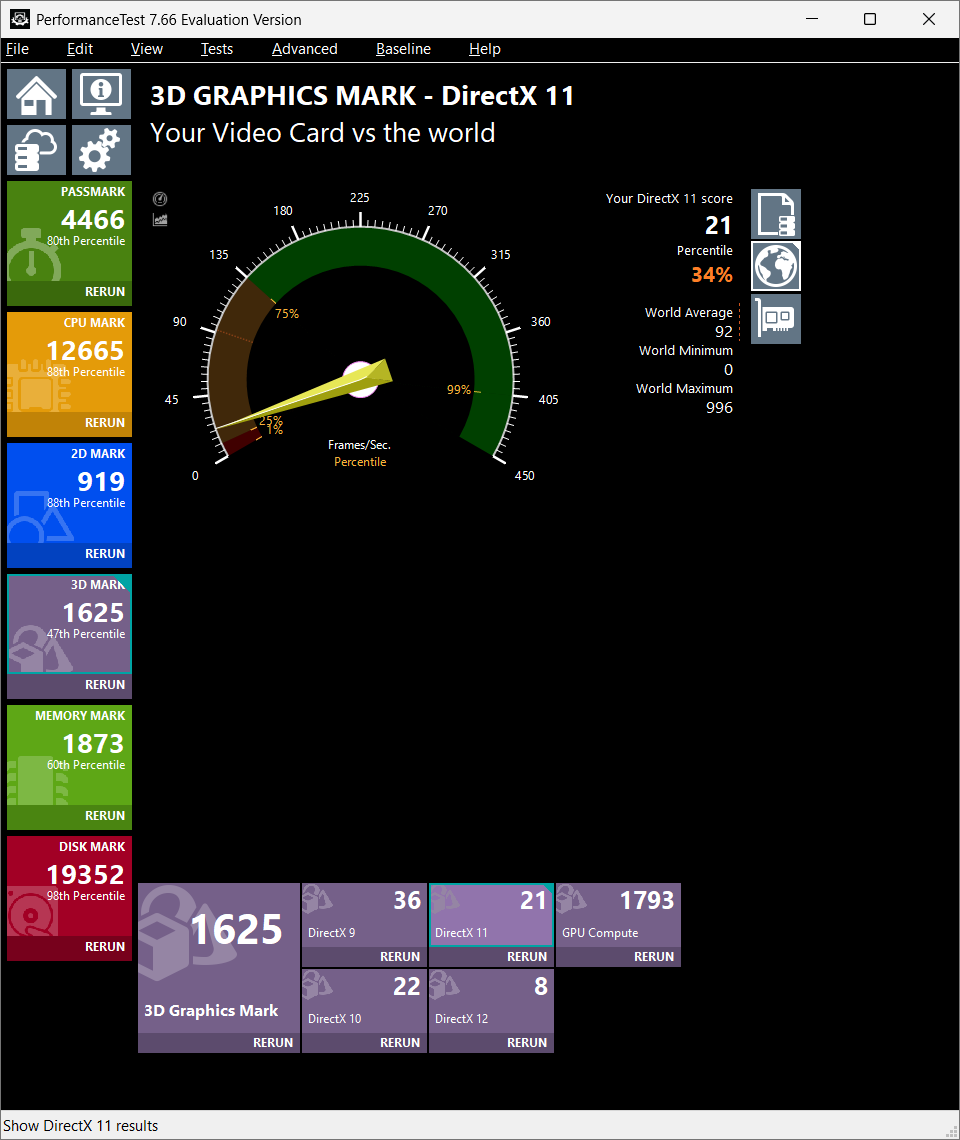 PerformanceTest 7.66 Evaluation Version
File Edit View Tests Advanced Baseline Help
3D GRAPHICS MARK - DirectX 11
Your Video Card vs the world
PASSMARK
4466
80th Percentile
RERUN
CPU MARK
12665
88th Percentile
RERUN
2D MARK
919
88th Percentile
RERUN
3D MARK
1625
47th Percentile
RERUN
MEMORY MARK
1873
60th Percentile
RERUN
DISK MARK
19352
98th Percentile
RERUN
0
45
90
135
180
225
270
315
360
405
450
1%
25%
75%
99%
Frames/Sec.
Percentile
Your DirectX 11 score
21
Percentile
34%
World Average
92
World Minimum
0
World Maximum
996
1625
3D Graphics Mark
RERUN
36
DirectX 9
RERUN
21
DirectX 11
RERUN
1793
GPU Compute
RERUN
22
DirectX 10
RERUN
8
DirectX 12
RERUN
Show DirectX 11 results